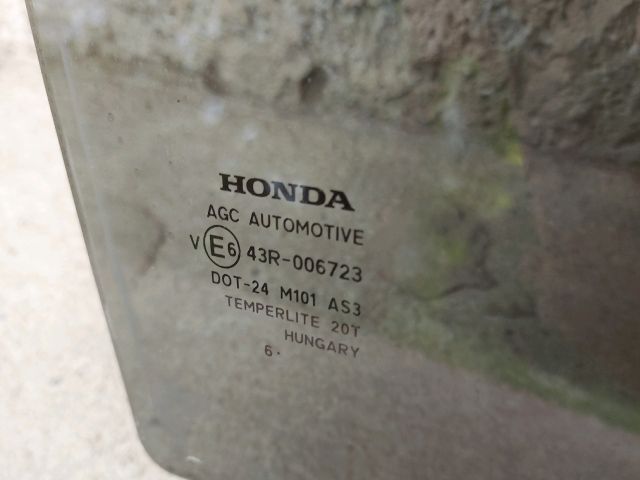 HONDA
AGC AUTOMOTIVE
V E6 43R-006723
DOT-24 M101 AS3
TEMPERLITE 20T
HUNGARY
6.